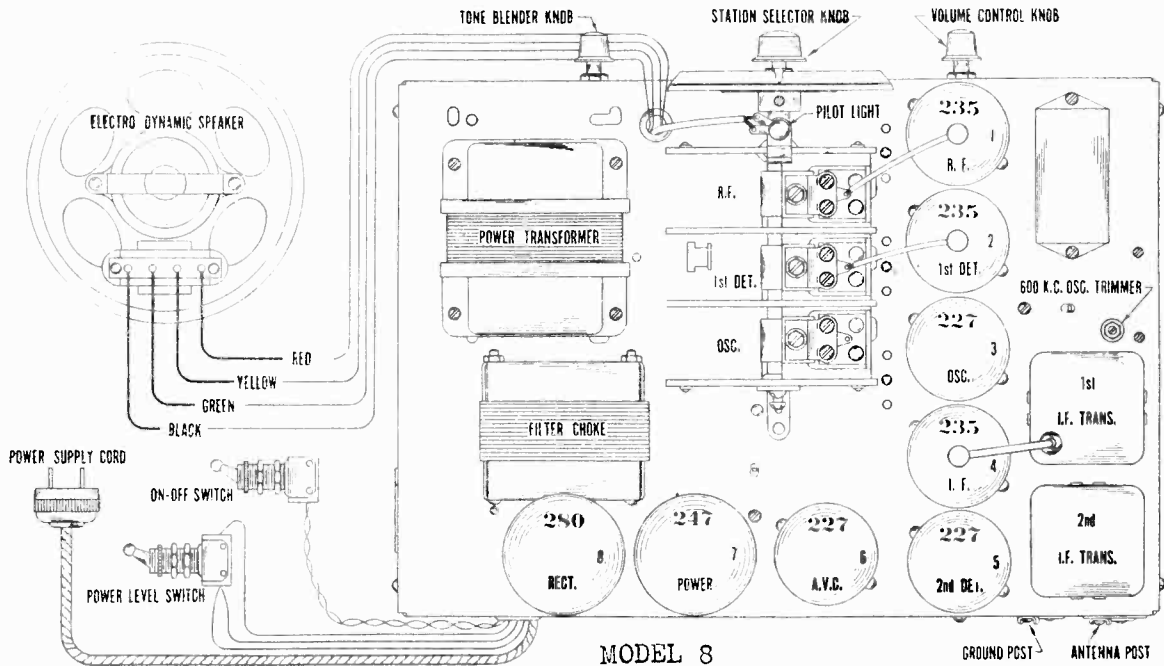 TONE BLENDER KNOB
STATION SELECTOR KNOB
VOLUME CONTROL KNOB
ELECTRO DYNAMIC SPEAKER
PILOT LIGHT
235
1
R. F.
R.F.
POWER TRANSFORMER
235
2
1st DET.
1st DET.
600 K.C. OSC. TRIMMER
227
3
OSC.
OSC.
RED
YELLOW
GREEN
BLACK
1st
I.F. TRANS.
FILTER CHOKE
235
4
I. F.
POWER SUPPLY CORD
ON-OFF SWITCH
280
8
RECT.
247
7
POWER
227
6
A.V.C.
227
5
2nd DET.
2nd
I.F. TRANS.
POWER LEVEL SWITCH
MODEL 8
GROUND POST
ANTENNA POST